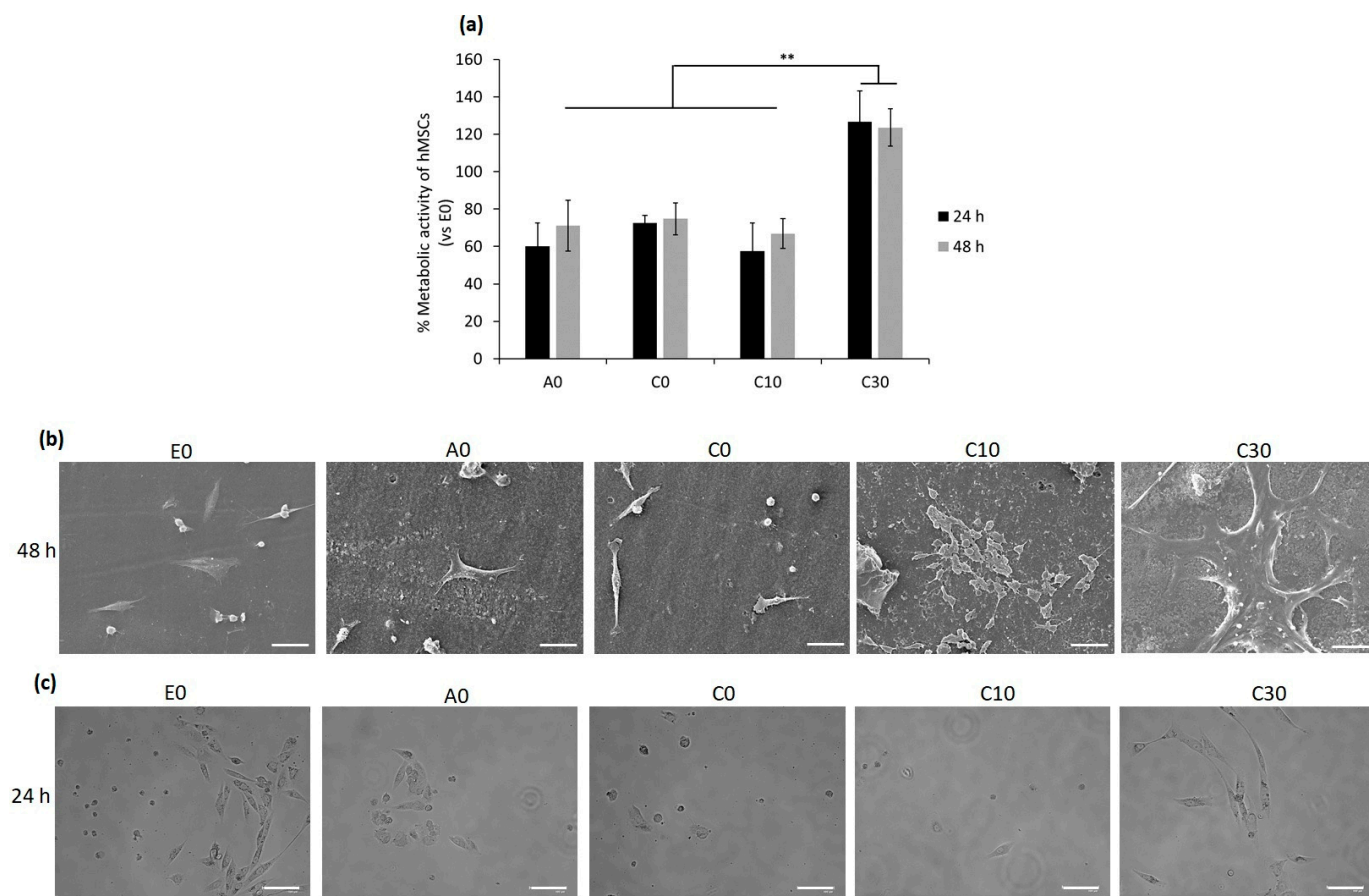 (a)
**
160
140
120
100
80
60
40
20
0
% Metabolic activity of hMSCs
(vs E0)
A0 C0 C10 C30
24 h
48 h
(b)
E0 A0 C0 C10 C30
48 h
(c)
E0 A0 C0 C10 C30
24 h